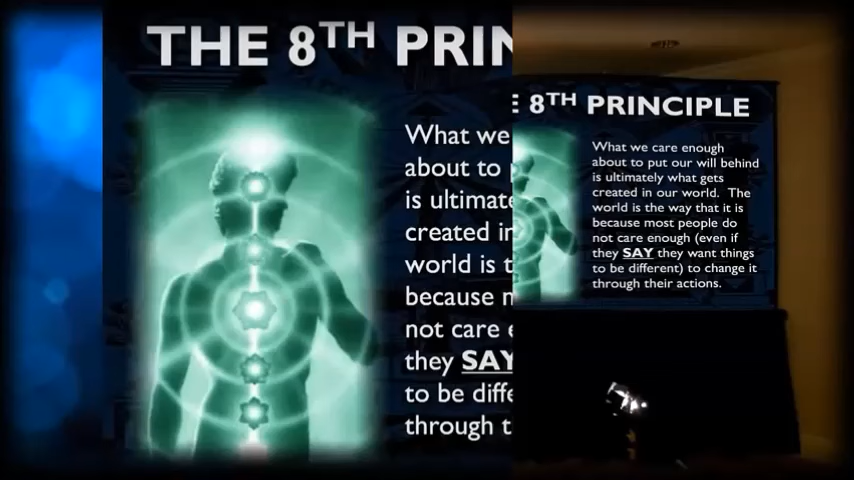 THE 8TH PRIN
What we
about to
is ultimate
created in
world is t
because m
not care e
they SAY
to be diffe
through t
E 8TH PRINCIPLE
What we care enough
about to put our will behind
is ultimately what gets
created in our world. The
world is the way that it is
because most people do
not care enough (even if
they SAY they want things
to be different) to change it
through their actions.